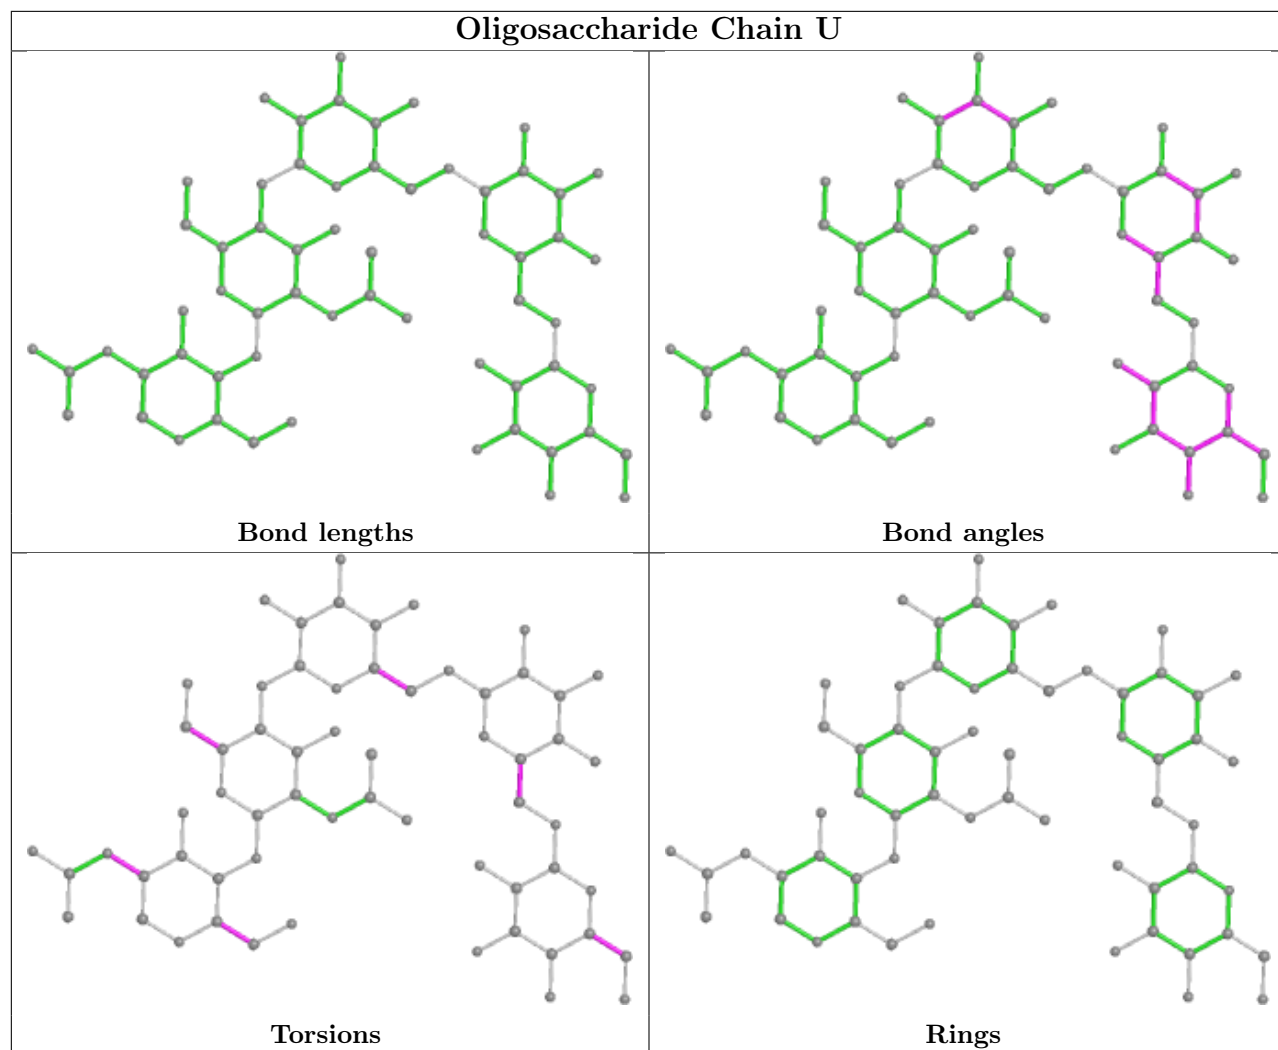 Oligosaccharide Chain U
Bond lengths
Bond angles
Torsions
Rings